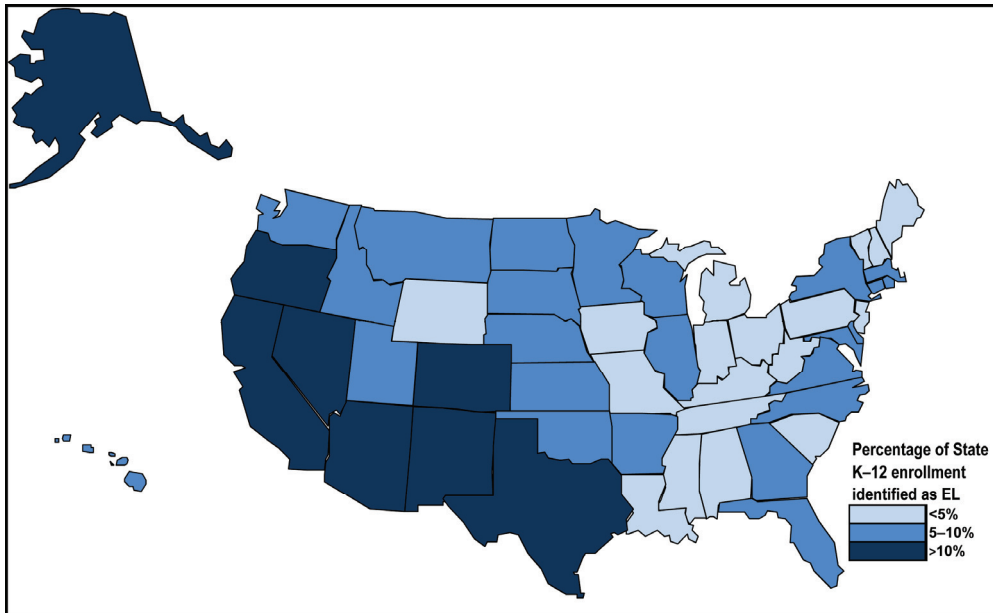 Percentage of State
K–12 enrollment
identified as EL
<5%
5–10%
>10%